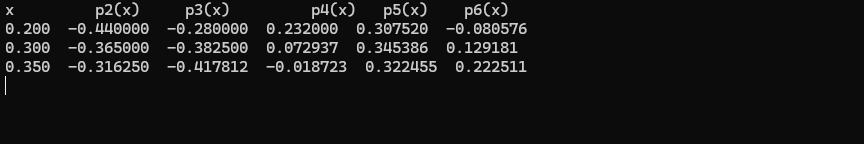 x p2(x) p3(x) p4(x) p5(x) p6(x)
0.200 -0.440000 -0.280000 0.232000 0.307520 -0.080576
0.300 -0.365000 -0.382500 0.072937 0.345386 0.129181
0.350 -0.316250 -0.417812 -0.018723 0.322455 0.222511